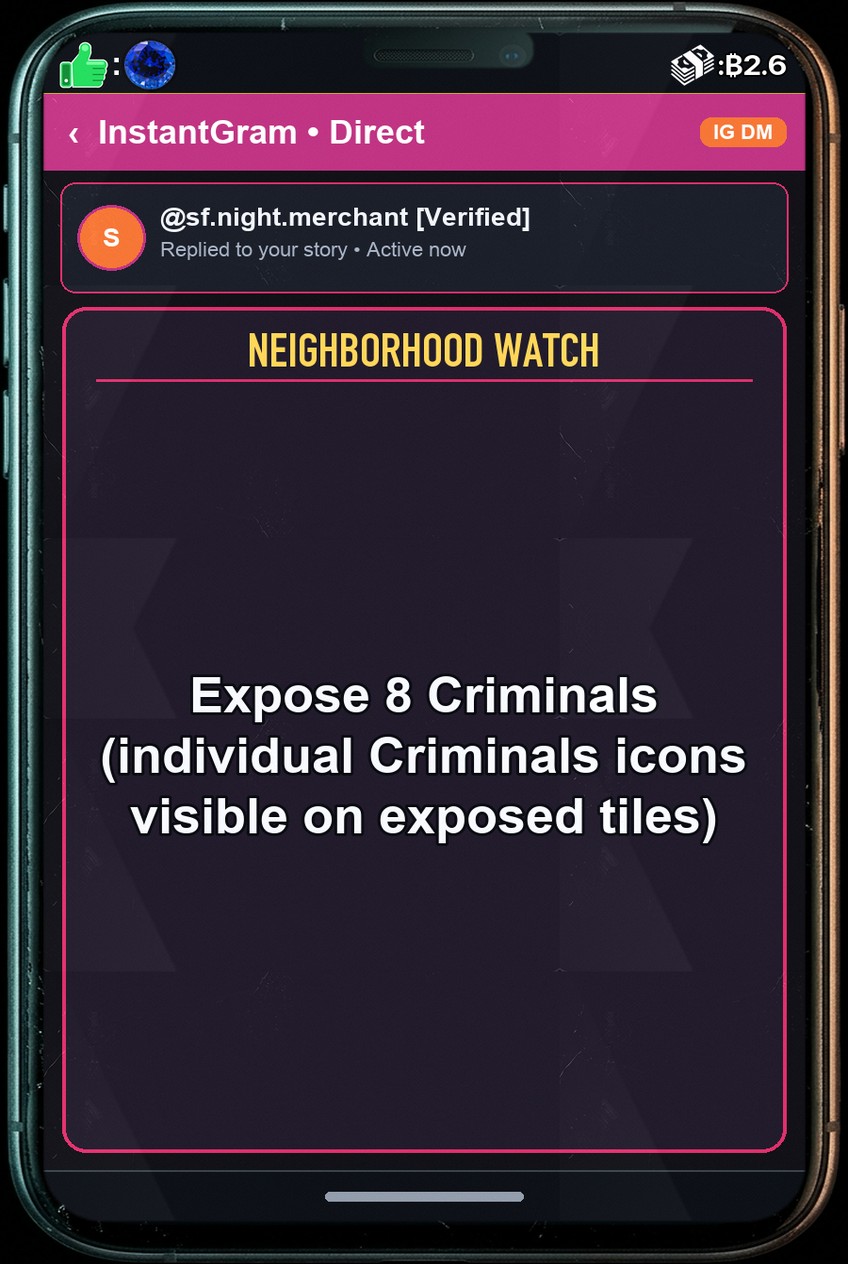 :
:฿2.6
‹ InstantGram • Direct
IG DM
S
@sf.night.merchant [Verified]
Replied to your story • Active now
NEIGHBORHOOD WATCH
Expose 8 Criminals
(individual Criminals icons
visible on exposed tiles)